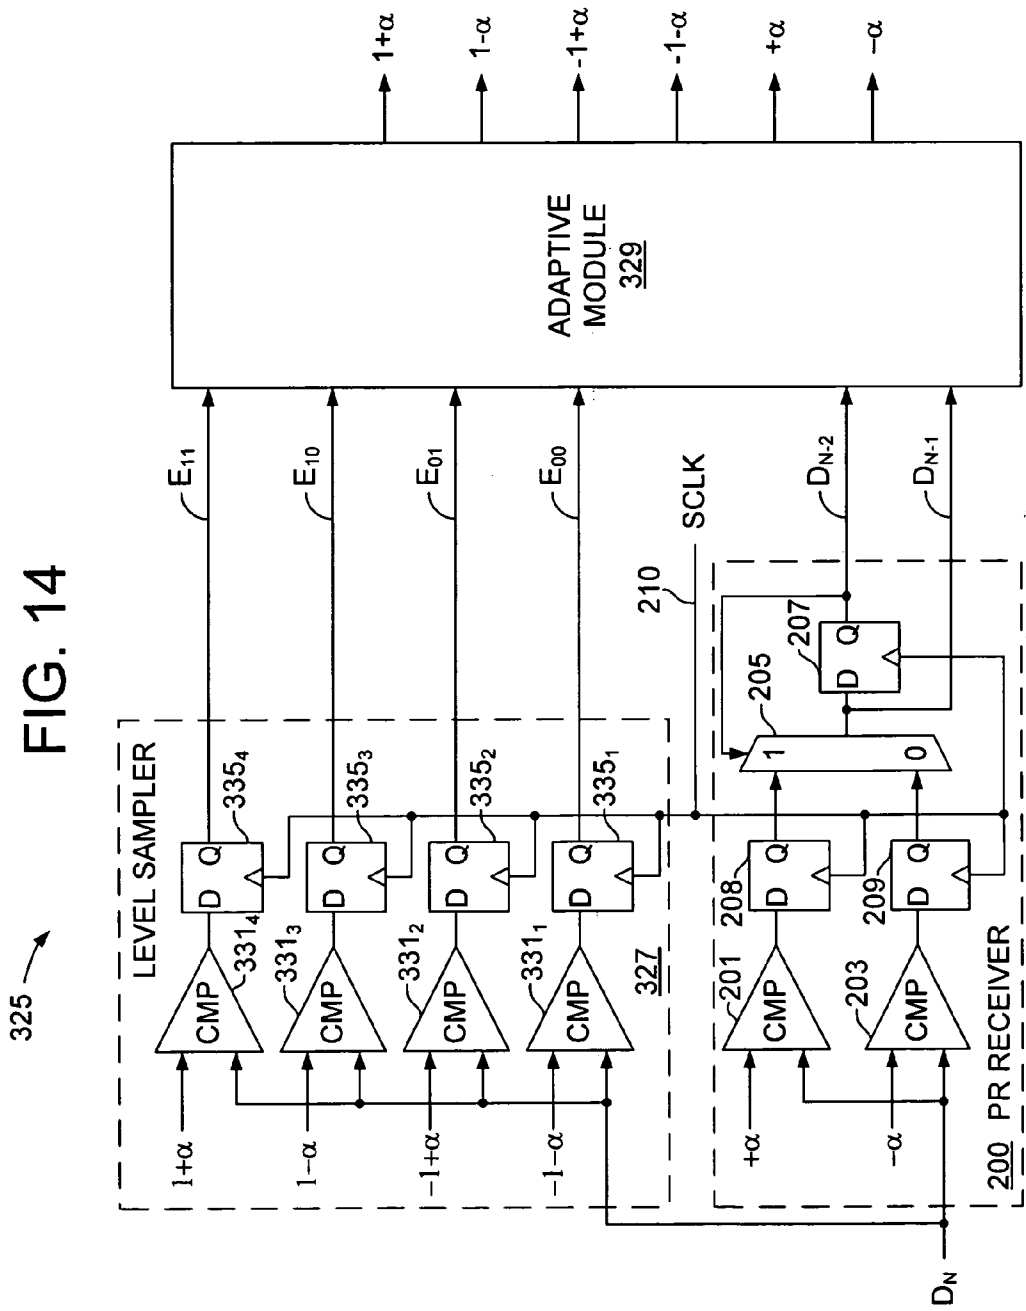 FIG. 14
325
LEVEL SAMPLER
1+α
CMP
331₄
D Q
335₄
E₁₁
1−α
CMP
331₃
D Q
335₃
E₁₀
−1+α
CMP
331₂
D Q
335₂
E₀₁
−1−α
CMP
331₁
D Q
335₁
E₀₀
327
210
SCLK
+α
CMP
201
D Q
208
−α
CMP
203
D Q
209
205
1
0
D Q
207
D_N-2
D_N-1
200 PR RECEIVER
D_N
ADAPTIVE
MODULE
329
1+α
1-α
-1+α
-1-α
+α
−α